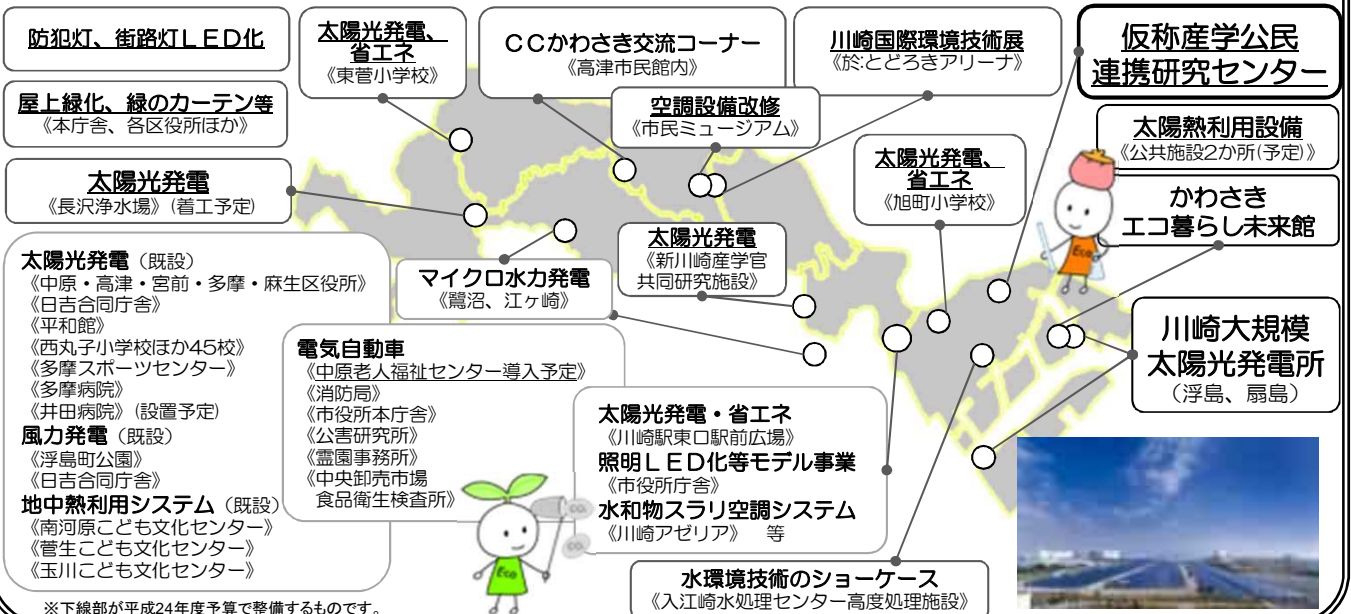 防犯灯、街路灯LED化
屋上緑化、緑のカーテン等
《本庁舎、各区役所ほか》
太陽光発電
《長沢浄水場》(着工予定)
太陽光発電、
省エネ
《東菅小学校》
CCかわさき交流コーナー
《高津市民館内》
川崎国際環境技術展
《於:とどろきアリーナ》
空調設備改修
《市民ミュージアム》
太陽光発電、
省エネ
《旭町小学校》
仮称産学公民
連携研究センター
太陽熱利用設備
《公共施設2か所(予定)》
かわさき
エコ暮らし未来館
川崎大規模
太陽光発電所
(浮島、扇島)
マイクロ水力発電
《鷺沼、江ヶ崎》
太陽光発電
《新川崎産学官
共同研究施設》
太陽光発電(既設)
《中原・高津・宮前・多摩・麻生区役所》
《日吉合同庁舎》
《平和館》
《西丸子小学校ほか45校》
《多摩スポーツセンター》
《多摩病院》
《井田病院》(設置予定)
風力発電(既設)
《浮島町公園》
《日吉合同庁舎》
地中熱利用システム(既設)
《南河原こども文化センター》
《菅生こども文化センター》
《玉川こども文化センター》
電気自動車
《中原老人福祉センター導入予定》
《消防局》
《市役所本庁舎》
《公害研究所》
《霊園事務所》
《中央卸売市場
食品衛生検査所》
太陽光発電・省エネ
《川崎駅東口駅前広場》
照明LED化等モデル事業
《市役所庁舎》
水和物スラリ空調システム
《川崎アゼリア》 等
水環境技術のショーケース
《入江崎水処理センター高度処理施設》
Eco
Eco
※下線部が平成24年度予算で整備するものです。